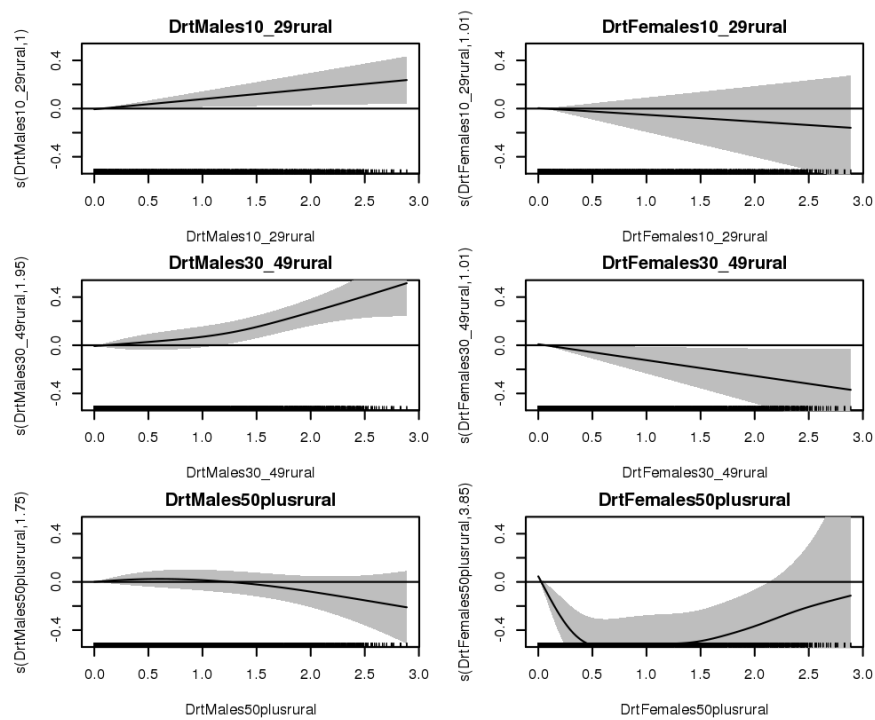 DrtMales10_29rural
s(DrtMales10_29rural,1)
0.4
0.0
-0.4
0.0 0.5 1.0 1.5 2.0 2.5 3.0
DrtMales10_29rural
DrtFemales10_29rural
s(DrtFemales10_29rural,1.01)
0.4
0.0
-0.4
0.0 0.5 1.0 1.5 2.0 2.5 3.0
DrtFemales10_29rural
DrtMales30_49rural
s(DrtMales30_49rural,1.95)
0.4
0.0
-0.4
0.0 0.5 1.0 1.5 2.0 2.5 3.0
DrtMales30_49rural
DrtFemales30_49rural
s(DrtFemales30_49rural,1.01)
0.4
0.0
-0.4
0.0 0.5 1.0 1.5 2.0 2.5 3.0
DrtFemales30_49rural
DrtMales50plusrural
s(DrtMales50plusrural,1.75)
0.4
0.0
-0.4
0.0 0.5 1.0 1.5 2.0 2.5 3.0
DrtMales50plusrural
DrtFemales50plusrural
s(DrtFemales50plusrural,3.85)
0.4
0.0
-0.4
0.0 0.5 1.0 1.5 2.0 2.5 3.0
DrtFemales50plusrural